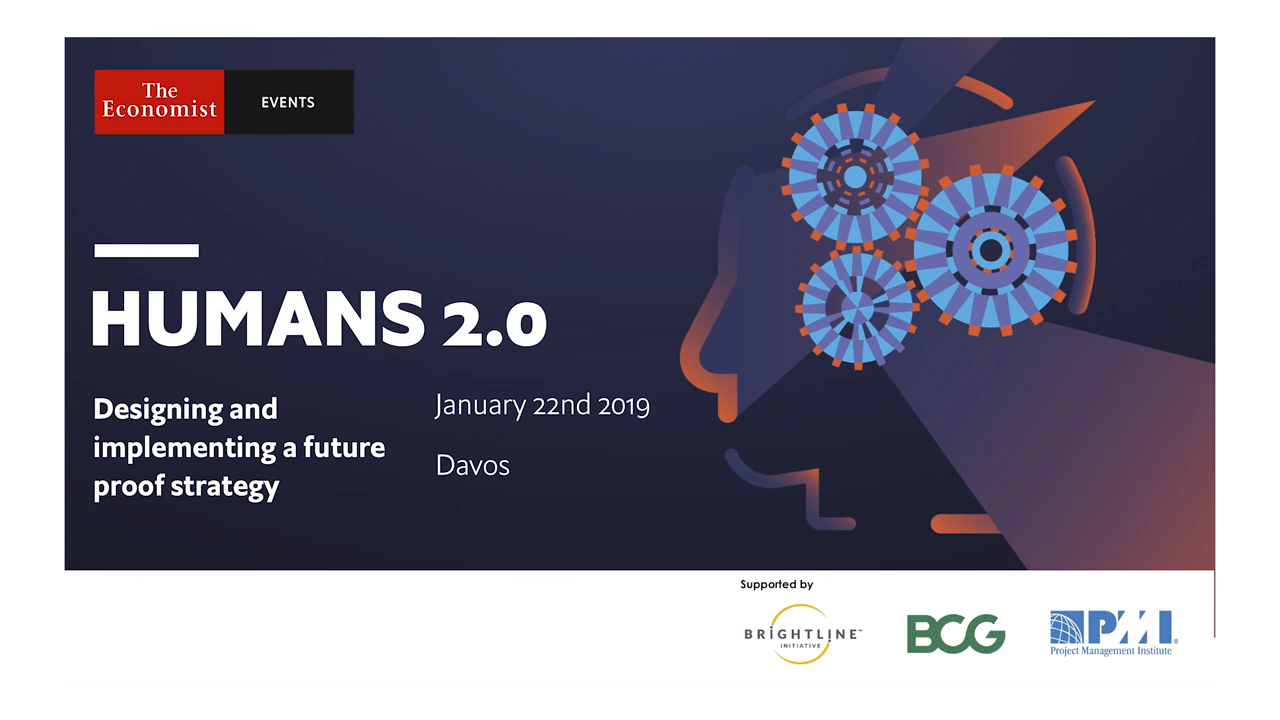 The
Economist
EVENTS
HUMANS 2.0
Designing and
implementing a future
proof strategy
January 22nd 2019
Davos
Supported by
BRIGHTLINE™
INITIATIVE
BCG
PMI®
Project Management Institute